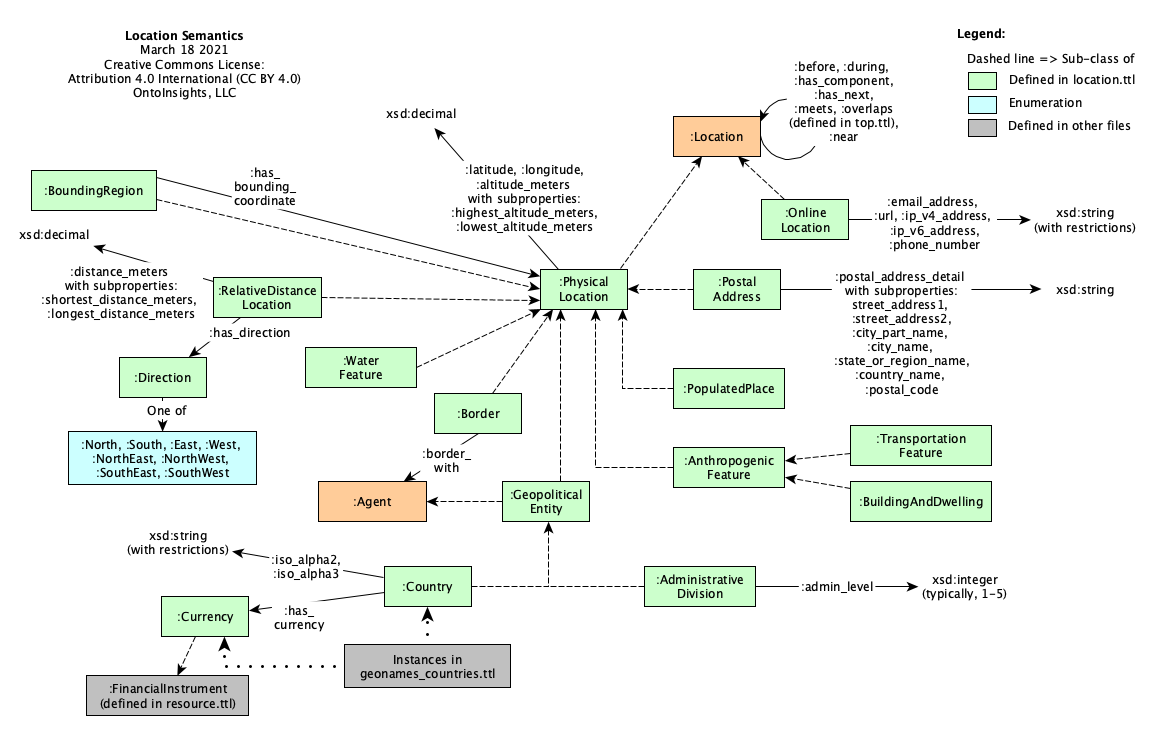 Location Semantics
March 18 2021
Creative Commons License:
Attribution 4.0 International (CC BY 4.0)
OntoInsights, LLC
Legend:
Dashed line => Sub-class of
Defined in location.ttl
Enumeration
Defined in other files
:before, :during,
:has_component,
:has_next,
:meets, :overlaps
(defined in top.ttl),
:near
:Location
xsd:decimal
:latitude, :longitude,
:altitude_meters
with subproperties:
:highest_altitude_meters,
:lowest_altitude_meters
:BoundingRegion
:has_
bounding_
coordinate
:Online
Location
:email_address,
:url, :ip_v4_address,
:ip_v6_address,
:phone_number
xsd:string
(with restrictions)
xsd:decimal
:distance_meters
with subproperties:
:shortest_distance_meters,
:longest_distance_meters
:RelativeDistance
Location
:has_direction
:Physical
Location
:Postal
Address
:postal_address_detail
with subproperties:
street_address1,
:street_address2,
:city_part_name,
:city_name,
:state_or_region_name,
:country_name,
:postal_code
xsd:string
:Direction
One of
:North, :South, :East, :West,
:NorthEast, :NorthWest,
:SouthEast, :SouthWest
:Water
Feature
:Border
:border_
with
:PopulatedPlace
:Anthropogenic
Feature
:Transportation
Feature
:BuildingAndDwelling
:Agent
:Geopolitical
Entity
xsd:string
(with restrictions)
:iso_alpha2,
:iso_alpha3
:Country
:Administrative
Division
:admin_level
xsd:integer
(typically, 1-5)
:Currency
:has_
currency
Instances in
geonames_countries.ttl
:FinancialInstrument
(defined in resource.ttl)